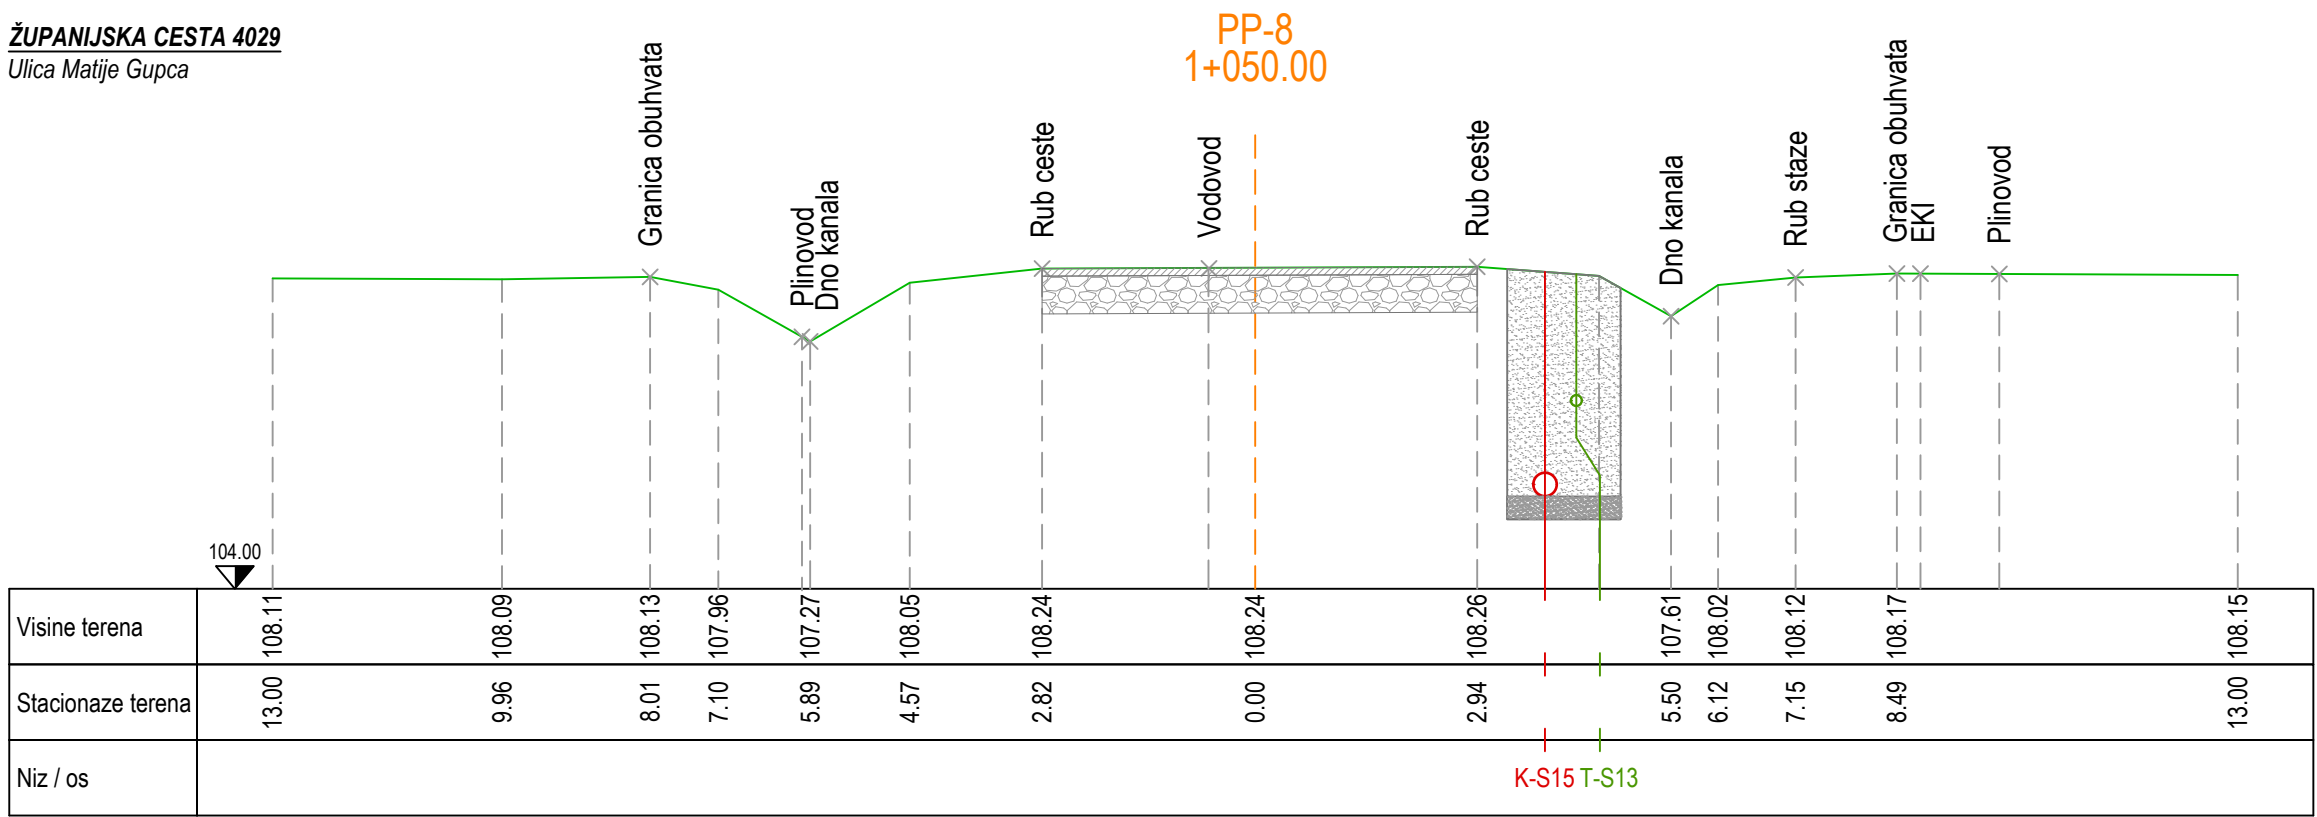 ŽUPANIJSKA CESTA 4029
Ulica Matije Gupca
PP-8
1+050.00
Granica obuhvata
Plinovod
Dno kanala
Rub ceste
Vodovod
Rub ceste
Dno kanala
Rub staze
Granica obuhvata
EKI
Plinovod
104.00
Visine terena 108.11 108.09 108.13 107.96 107.27 108.05 108.24 108.24 108.26 107.61 108.02 108.12 108.17 108.15
Stacionaze terena 13.00 9.96 8.01 7.10 5.89 4.57 2.82 0.00 2.94 5.50 6.12 7.15 8.49 13.00
Niz / os K-S15 T-S13